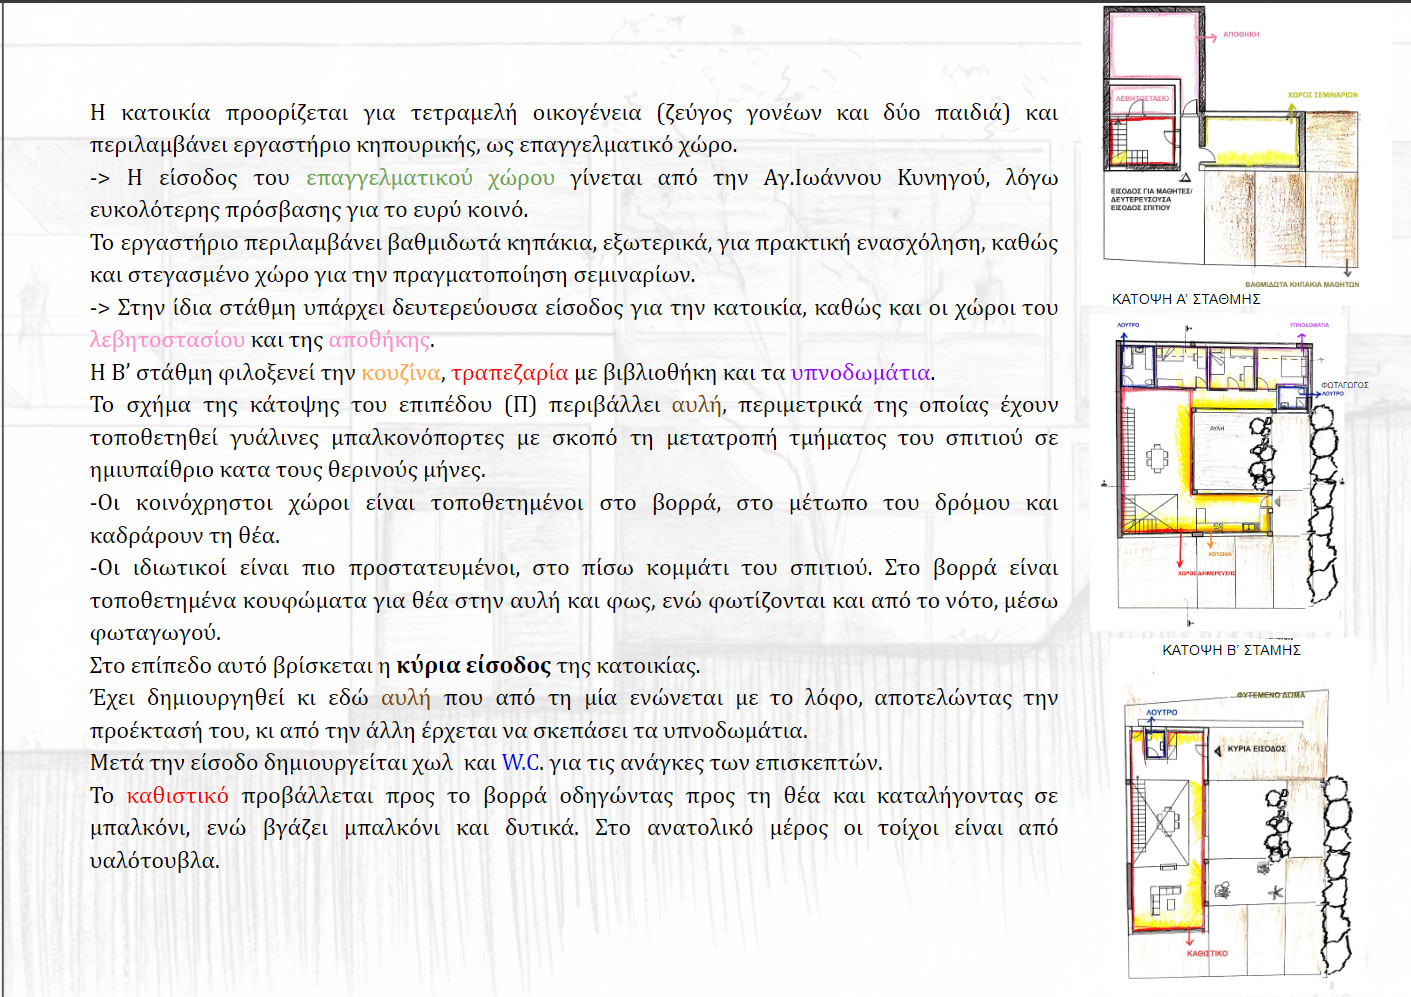 Η κατοικία προορίζεται για τετραμελή οικογένεια (ζεύγος γονέων και δύο παιδιά) και
περιλαμβάνει εργαστήριο κηπουρικής, ως επαγγελματικό χώρο.
-> Η είσοδος του επαγγελματικού χώρου γίνεται από την Αγ.Ιωάννου Κυνηγού, λόγω
ευκολότερης πρόσβασης για το ευρύ κοινό.
Το εργαστήριο περιλαμβάνει βαθμιδωτά κηπάκια, εξωτερικά, για πρακτική ενασχόληση, καθώς
και στεγασμένο χώρο για την πραγματοποίηση σεμιναρίων.
-> Στην ίδια στάθμη υπάρχει δευτερεύουσα είσοδος για την κατοικία, καθώς και οι χώροι του
λεβητοστασίου και της αποθήκης.
Η Β’ στάθμη φιλοξενεί την κουζίνα, τραπεζαρία με βιβλιοθήκη και τα υπνοδωμάτια.
Το σχήμα της κάτοψης του επιπέδου (Π) περιβάλλει αυλή, περιμετρικά της οποίας έχουν
τοποθετηθεί γυάλινες μπαλκονόπορτες με σκοπό τη μετατροπή τμήματος του σπιτιού σε
ημιυπαίθριο κατα τους θερινούς μήνες.
-Οι κοινόχρηστοι χώροι είναι τοποθετημένοι στο βορρά, στο μέτωπο του δρόμου και
καδράρουν τη θέα.
-Οι ιδιωτικοί είναι πιο προστατευμένοι, στο πίσω κομμάτι του σπιτιού. Στο βορρά είναι
τοποθετημένα κουφώματα για θέα στην αυλή και φως, ενώ φωτίζονται και από το νότο, μέσω
φωταγωγού.
Στο επίπεδο αυτό βρίσκεται η κύρια είσοδος της κατοικίας.
Έχει δημιουργηθεί κι εδώ αυλή που από τη μία ενώνεται με το λόφο, αποτελώντας την
προέκτασή του, κι από την άλλη έρχεται να σκεπάσει τα υπνοδωμάτια.
Μετά την είσοδο δημιουργείται χωλ και W.C. για τις ανάγκες των επισκεπτών.
Το καθιστικό προβάλλεται προς το βορρά οδηγώντας προς τη θέα και καταλήγοντας σε
μπαλκόνι, ενώ βγάζει μπαλκόνι και δυτικά. Στο ανατολικό μέρος οι τοίχοι είναι από
υαλότουβλα.
ΑΠΟΘΗΚΗ
ΛΕΒΗΤΟΣΤΑΣΙΟ
ΧΩΡΟΣ ΣΕΜΙΝΑΡΙΩΝ
ΕΙΣΟΔΟΣ ΓΙΑ ΜΑΘΗΤΕΣ/
ΔΕΥΤΕΡΕΥΣΟΥΣΑ
ΕΙΣΟΔΟΣ ΣΠΙΤΙΟΥ
ΒΑΘΜΙΔΩΤΑ ΚΗΠΑΚΙΑ ΜΑΘΗΤΩΝ
ΚΑΤΟΨΗ Α’ ΣΤΑΘΜΗΣ
ΛΟΥΤΡΟ
ΥΠΝΟΔΩΜΑΤΙΑ
ΦΩΤΑΓΩΓΟΣ
ΛΟΥΤΡΟ
ΑΥΛΗ
ΚΟΥΖΙΝΑ
ΧΩΡΟΣ ΔΙΗΜΕΡΕΥΣΗΣ
ΚΑΤΟΨΗ Β’ ΣΤΑΜΗΣ
ΦΥΤΕΜΕΝΟ ΔΩΜΑ
ΛΟΥΤΡΟ
ΚΥΡΙΑ ΕΙΣΟΔΟΣ
ΚΑΘΙΣΤΙΚΟ